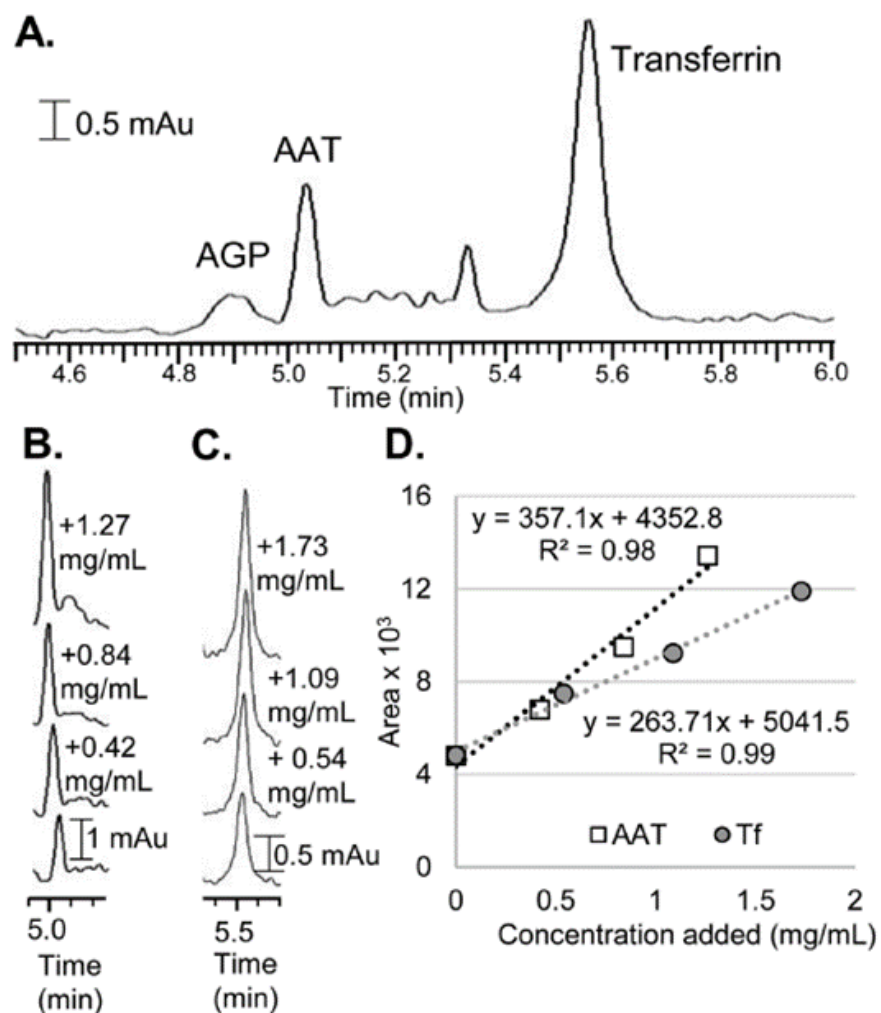 A.
Transferrin
0.5 mAu
AAT
AGP
4.6 4.8 5.0 5.2 5.4 5.6 5.8 6.0
Time (min)
B.
+1.27
mg/mL
+0.84
mg/mL
+0.42
mg/mL
1 mAu
5.0
Time
(min)
C.
+1.73
mg/mL
+1.09
mg/mL
+ 0.54
mg/mL
0.5 mAu
5.5
Time
(min)
D.
16
12
8
4
0
Area x 10³
y = 357.1x + 4352.8
R² = 0.98
y = 263.71x + 5041.5
R² = 0.99
AAT Tf
0 0.5 1 1.5 2
Concentration added (mg/mL)